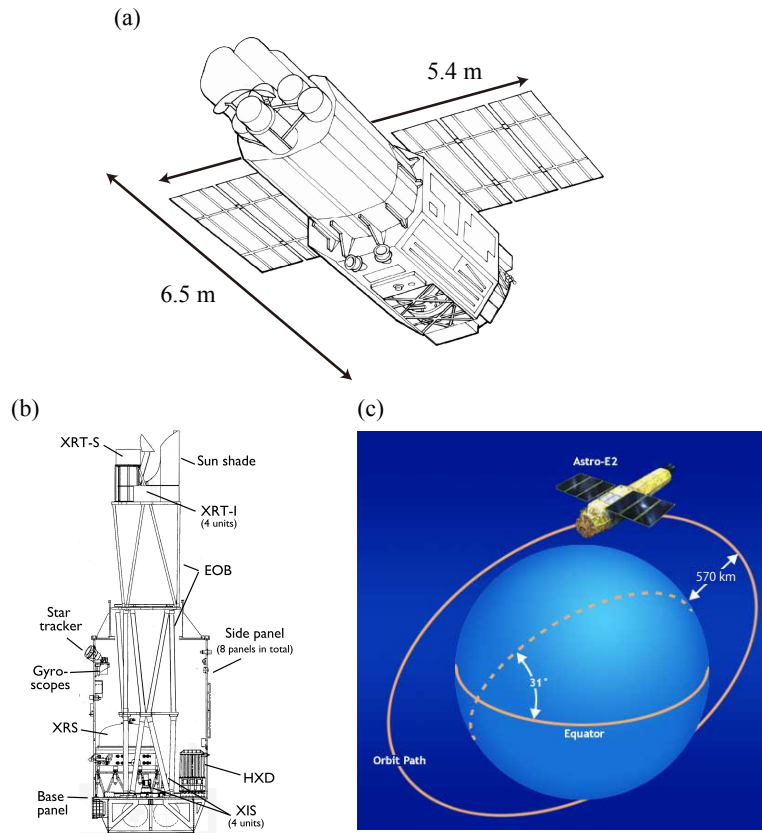 (a)
5.4 m
6.5 m
(b)
XRT-S
Sun shade
XRT-I
(4 units)
EOB
Star
tracker
Side panel
(8 panels in total)
Gyro-
scopes
XRS
HXD
Base
panel
XIS
(4 units)
(c)
Astro-E2
570 km
31°
Equator
Orbit Path